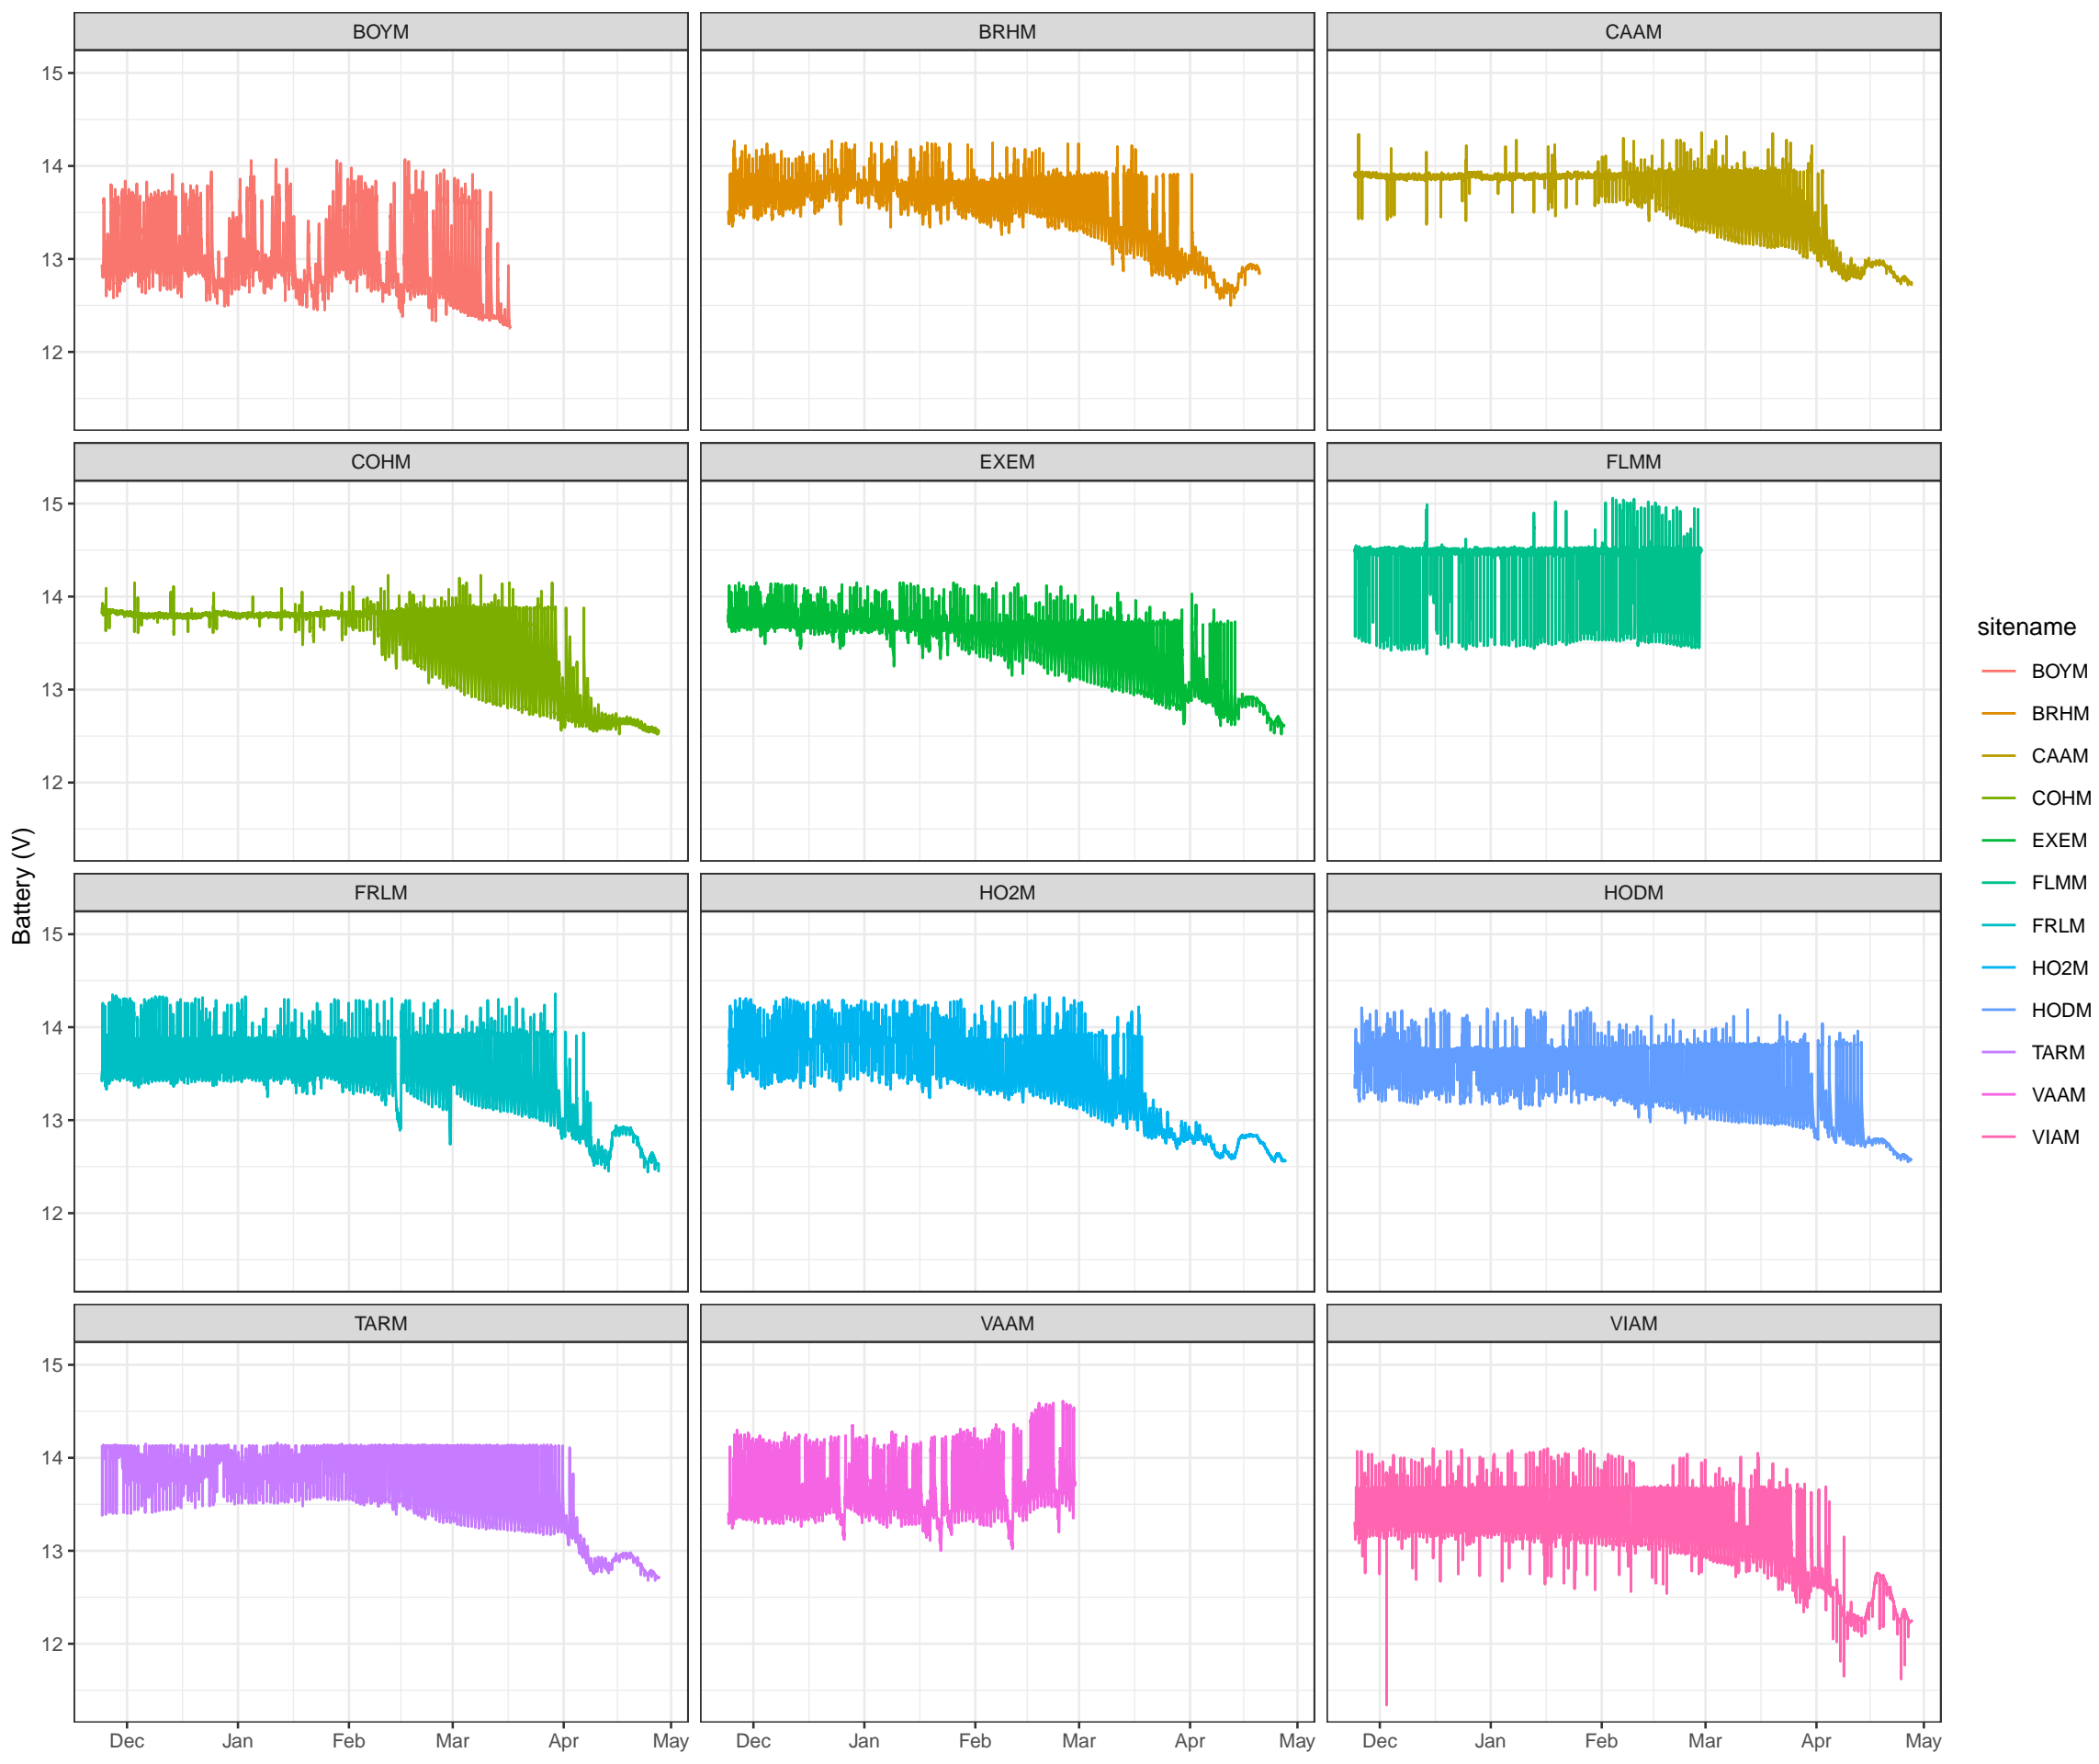 BOYM BRHM CAAM
15
14
13
12
COHM EXEM FLMM
15
14
13
12
FRLM HO2M HODM
15
14
13
12
TARM VAAM VIAM
15
14
13
12
Dec Jan Feb Mar Apr May Dec Jan Feb Mar Apr May Dec Jan Feb Mar Apr May
Battery (V)
sitename
BOYM
BRHM
CAAM
COHM
EXEM
FLMM
FRLM
HO2M
HODM
TARM
VAAM
VIAM